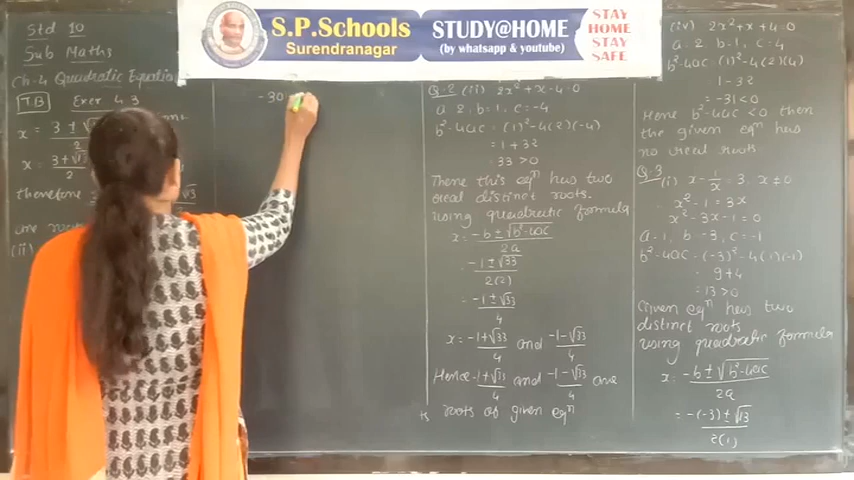 S.P.Schools
Surendranagar
STUDY@HOME
(by whatsapp & youtube)
STAY
HOME
STAY
SAFE
Std 10
Sub Maths
Ch-4 Quadratic Equation
T.B Exer 4.3
x = 3 ±
2
x = 3+√
2
therefore
√3
are roots
(ii)
-30
Q-2 (ii) 2x² + x - 4 = 0
a = 2, b = 1, c = -4
b² - 4ac = (1)² - 4(2)(-4)
= 1 + 32
= 33 > 0
There this eqⁿ has two
real distinct roots.
using quadratic formula
x = -b ± √b²-4ac
2a
= -1 ± √33
2(2)
= -1 ± √33
4
x = -1+√33 and -1-√33
4 4
Hence -1+√33 and -1-√33 are
4 4
roots of given eqⁿ
(iv) 2x² + x + 4 = 0
a = 2, b = 1, c = 4
b² - 4ac = (1)² - 4(2)(4)
= 1 - 32
= -31 < 0
Hence b² - 4ac < 0 then
the given eqⁿ has
no real roots.
Q-3
(i) x - 1/x = 3, x ≠ 0
∴ x² - 1 = 3x
x² - 3x - 1 = 0
a = 1, b = -3, c = -1
b² - 4ac = (-3)² - 4(1)(-1)
= 9 + 4
= 13 > 0
Given eqⁿ has two
distinct roots
using quadratic formula
x = -b ± √b²-4ac
2a
= -(-3) ± √13
2(1)